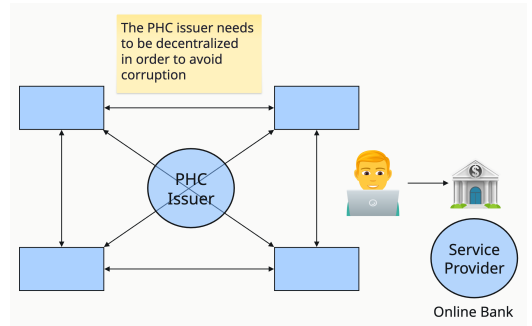 The PHC issuer needs
to be decentralized
in order to avoid
corruption
PHC
Issuer
$
Service
Provider
Online Bank